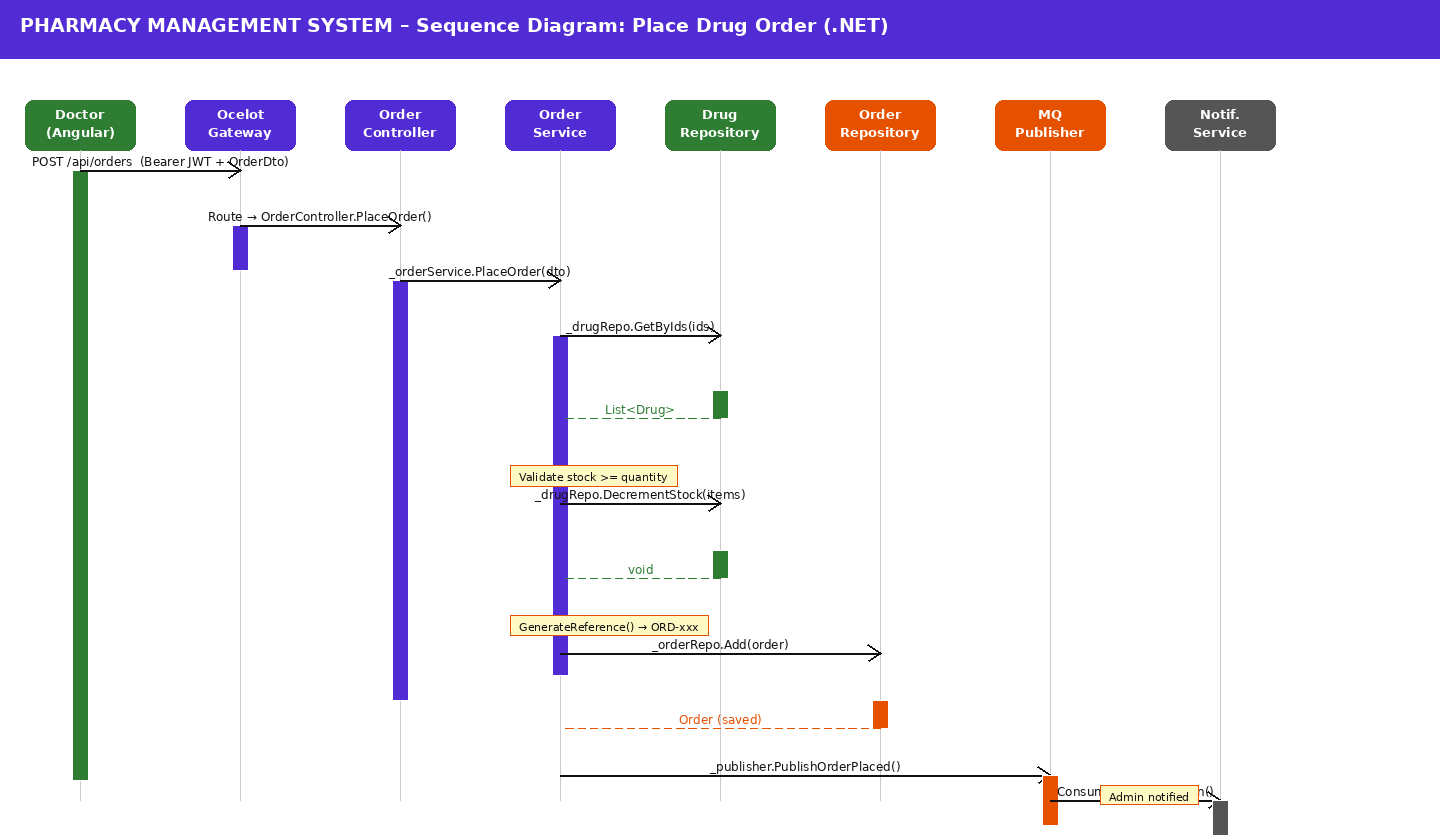 PHARMACY MANAGEMENT SYSTEM – Sequence Diagram: Place Drug Order (.NET)
Doctor
(Angular)
Ocelot
Gateway
Order
Controller
Order
Service
Drug
Repository
Order
Repository
MQ
Publisher
Notif.
Service
POST /api/orders  (Bearer JWT + OrderDto)
Route → OrderController.PlaceOrder()
_orderService.PlaceOrder(dto)
_drugRepo.GetByIds(ids)
List<Drug>
Validate stock >= quantity
_drugRepo.DecrementStock(items)
void
GenerateReference() → ORD-xxx
_orderRepo.Add(order)
Order (saved)
_publisher.PublishOrderPlaced()
Admin notified